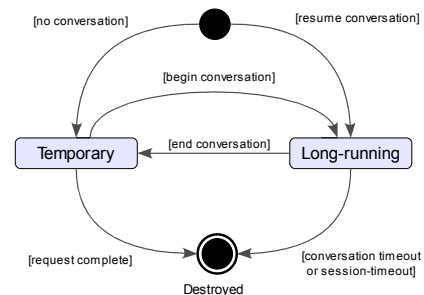 [no conversation]
[resume conversation]
[begin conversation]
Temporary
[end conversation]
Long-running
[request complete]
[conversation timeout
or session-timeout]
Destroyed